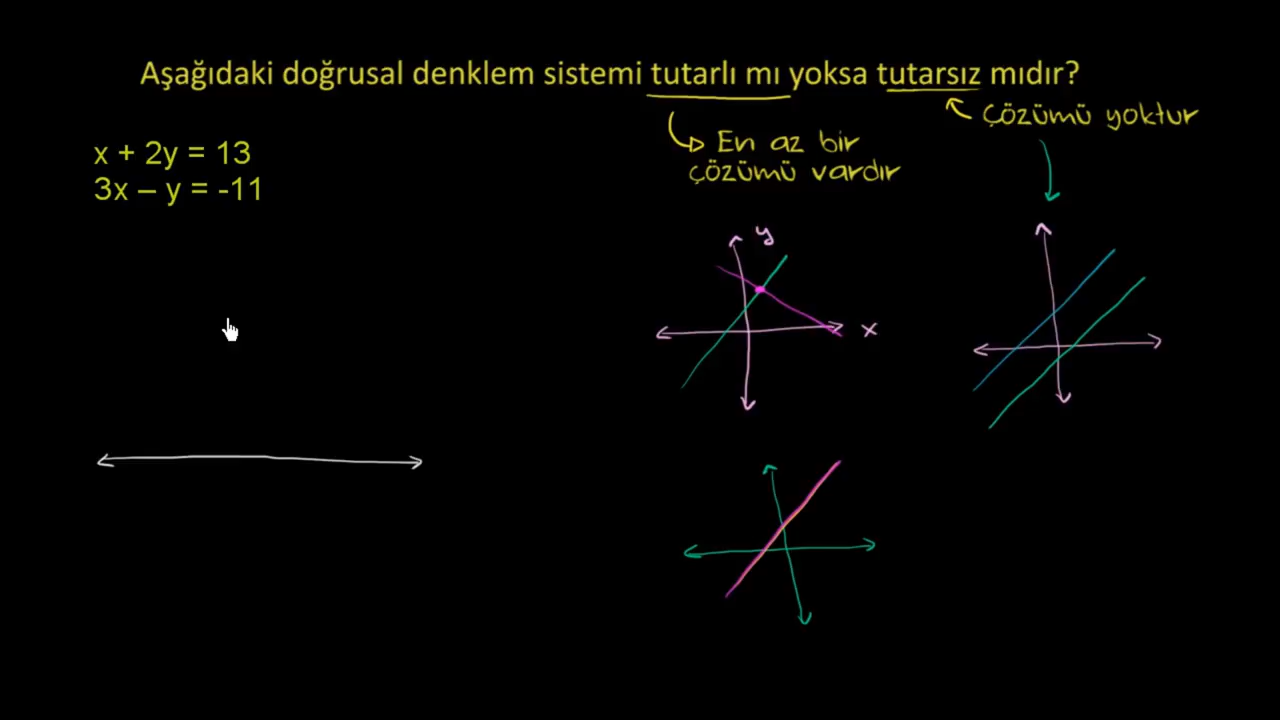 Aşağıdaki doğrusal denklem sistemi tutarlı mı yoksa tutarsız mıdır?
Çözümü yoktur
En az bir
çözümü vardır
x + 2y = 13
3x – y = -11
y
x